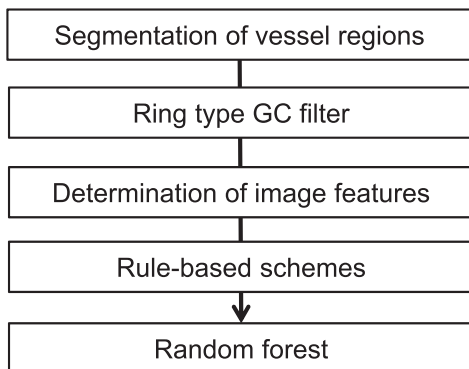 Segmentation of vessel regions
Ring type GC filter
Determination of image features
Rule-based schemes
Random forest